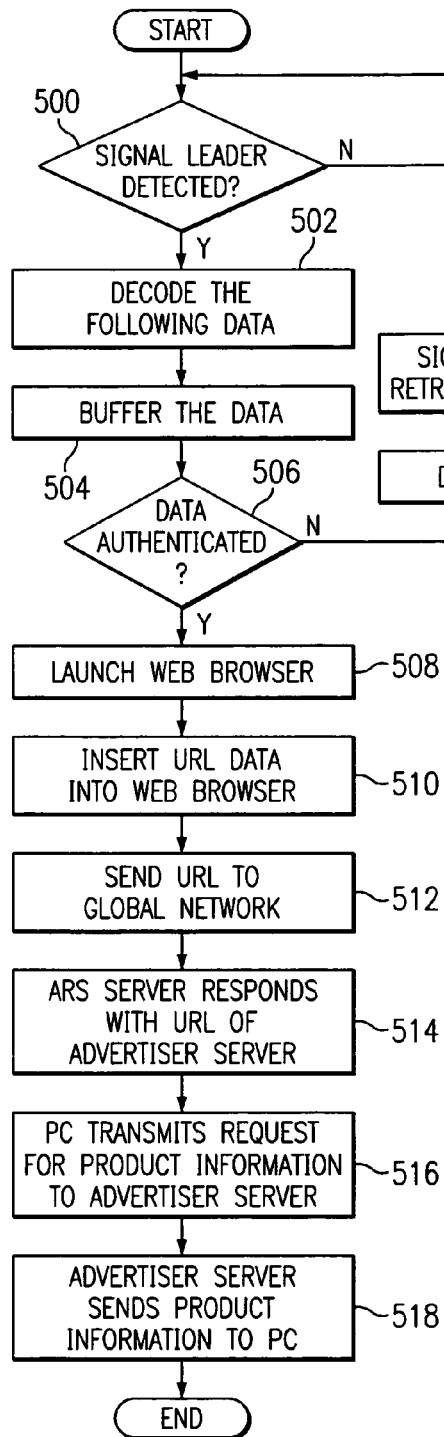 START
500
SIGNAL LEADER
DETECTED?
N
Y
502
DECODE THE
FOLLOWING DATA
BUFFER THE DATA
504
506
DATA
AUTHENTICATED
?
N
Y
LAUNCH WEB BROWSER
508
INSERT URL DATA
INTO WEB BROWSER
510
SEND URL TO
GLOBAL NETWORK
512
ARS SERVER RESPONDS
WITH URL OF
ADVERTISER SERVER
514
PC TRANSMITS REQUEST
FOR PRODUCT INFORMATION
TO ADVERTISER SERVER
516
ADVERTISER SERVER
SENDS PRODUCT
INFORMATION TO PC
518
END